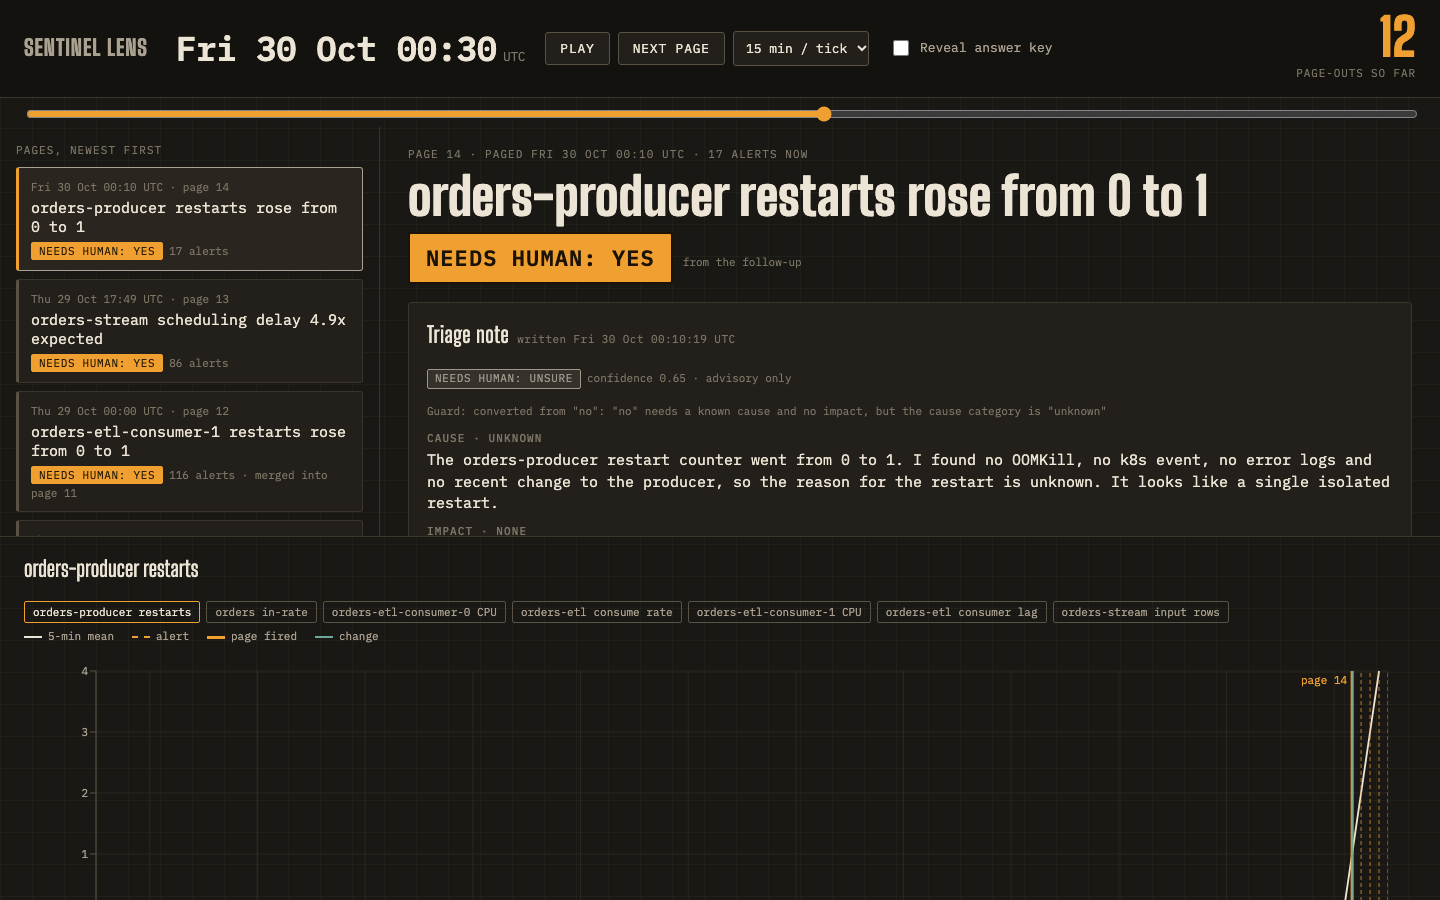 SENTINEL LENS
Fri 30 Oct 00:30 UTC
PLAY
NEXT PAGE
15 min / tick
Reveal answer key
12
PAGE-OUTS SO FAR
PAGES, NEWEST FIRST
Fri 30 Oct 00:10 UTC · page 14
orders-producer restarts rose from
0 to 1
NEEDS HUMAN: YES 17 alerts
Thu 29 Oct 17:49 UTC · page 13
orders-stream scheduling delay 4.9x
expected
NEEDS HUMAN: YES 86 alerts
Thu 29 Oct 00:00 UTC · page 12
orders-etl-consumer-1 restarts rose
from 0 to 1
NEEDS HUMAN: YES 116 alerts · merged into
page 11
PAGE 14 · PAGED FRI 30 OCT 00:10 UTC · 17 ALERTS NOW
orders-producer restarts rose from 0 to 1
NEEDS HUMAN: YES from the follow-up
Triage note written Fri 30 Oct 00:10:19 UTC
NEEDS HUMAN: UNSURE confidence 0.65 · advisory only
Guard: converted from "no": "no" needs a known cause and no impact, but the cause category is "unknown"
CAUSE · UNKNOWN
The orders-producer restart counter went from 0 to 1. I found no OOMKill, no k8s event, no error logs and
no recent change to the producer, so the reason for the restart is unknown. It looks like a single isolated
restart.
IMPACT · NONE
orders-producer restarts
orders-producer restarts
orders in-rate
orders-etl-consumer-0 CPU
orders-etl consume rate
orders-etl-consumer-1 CPU
orders-etl consumer lag
orders-stream input rows
5-min mean
alert
page fired
change
page 14
4
3
2
1